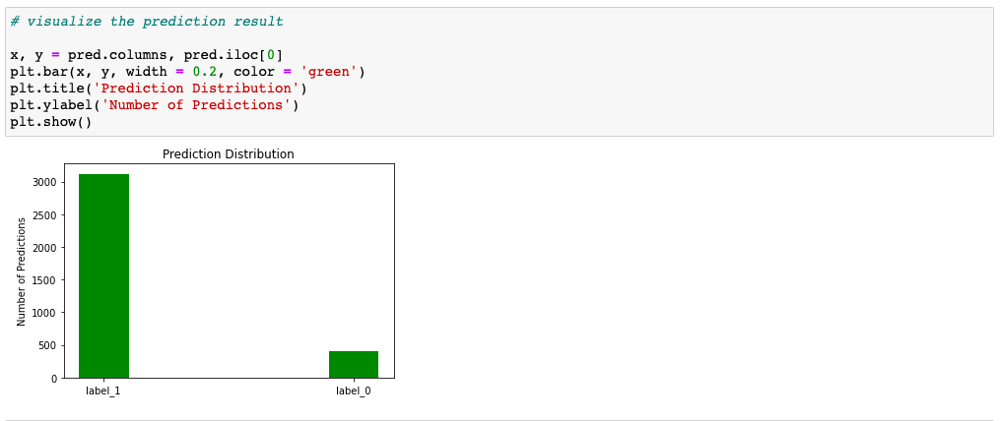 # visualize the prediction result
x, y = pred.columns, pred.iloc[0]
plt.bar(x, y, width = 0.2, color = 'green')
plt.title('Prediction Distribution')
plt.ylabel('Number of Predictions')
plt.show()
Prediction Distribution
Number of Predictions
3000
2500
2000
1500
1000
500
0
label_1 label_0